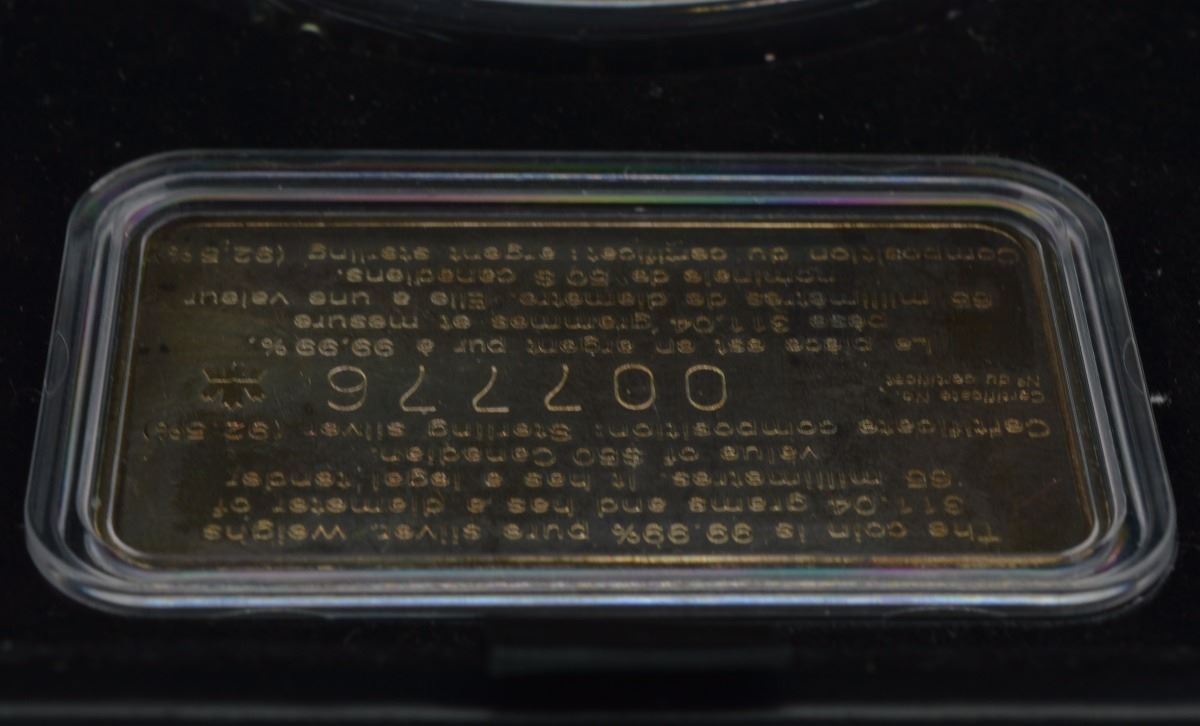 The coin is 99.99% pure silver. Weighs
311.04 grams and has a diameter of
65 millimetres. It has a legal tender
value of $50 Canadian.
Certificate composition: Sterling silver (92.5%)
Certificate No.
Nº du certificat
007776
La pièce est en argent pur à 99.99%,
pèse 311,04 grammes et mesure
65 millimètres de diamètre. Elle a une valeur
nominale de 50 $ canadiens.
Composition du certificat: argent sterling (92,5%)